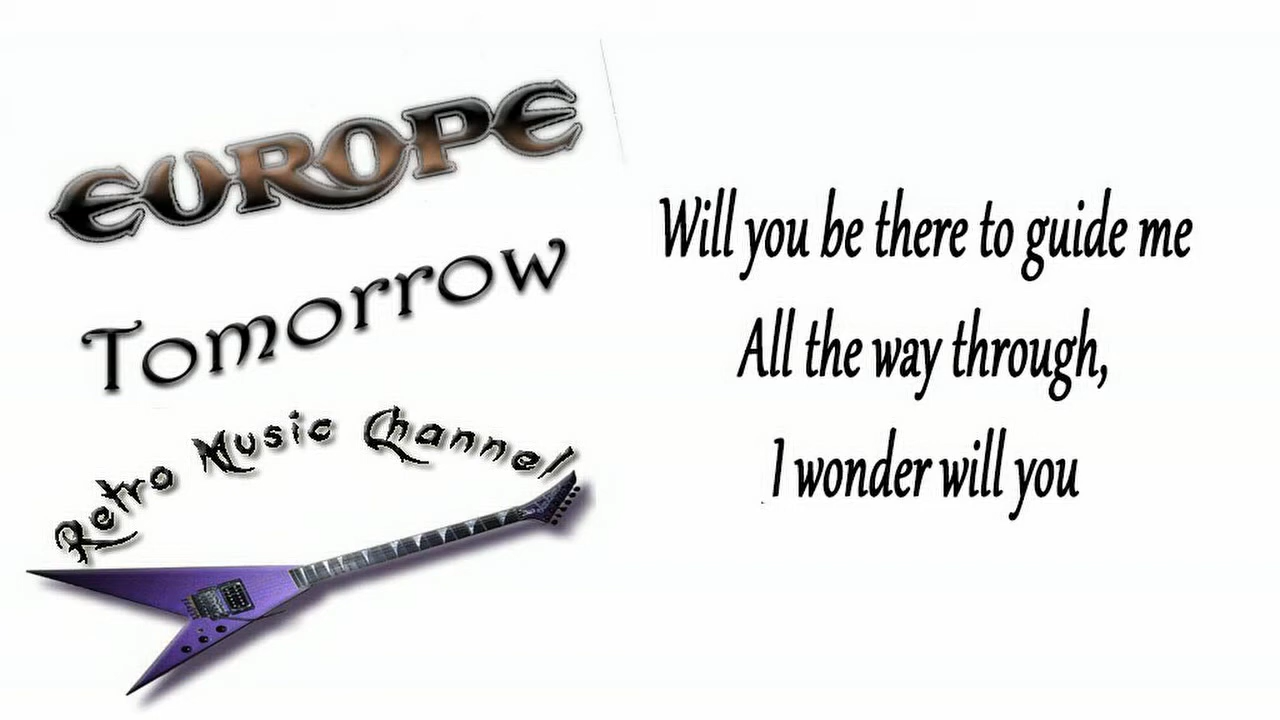 EUROPE
Tomorrow
Retro Music Channel
Will you be there to guide me
All the way through,
I wonder will you